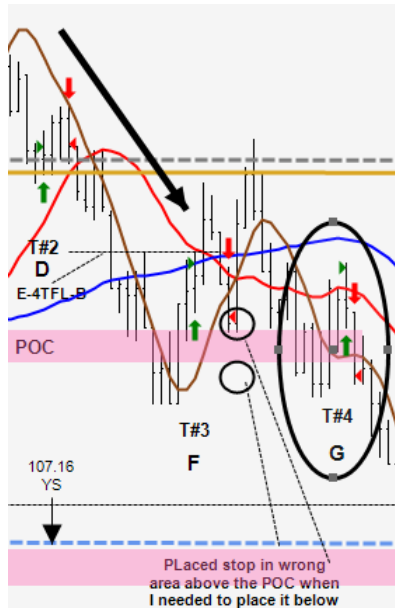 T#2
D
E-4TFL-B
POC
T#3
F
T#4
G
107.16
YS
PLaced stop in wrong
area above the POC when
I needed to place it below